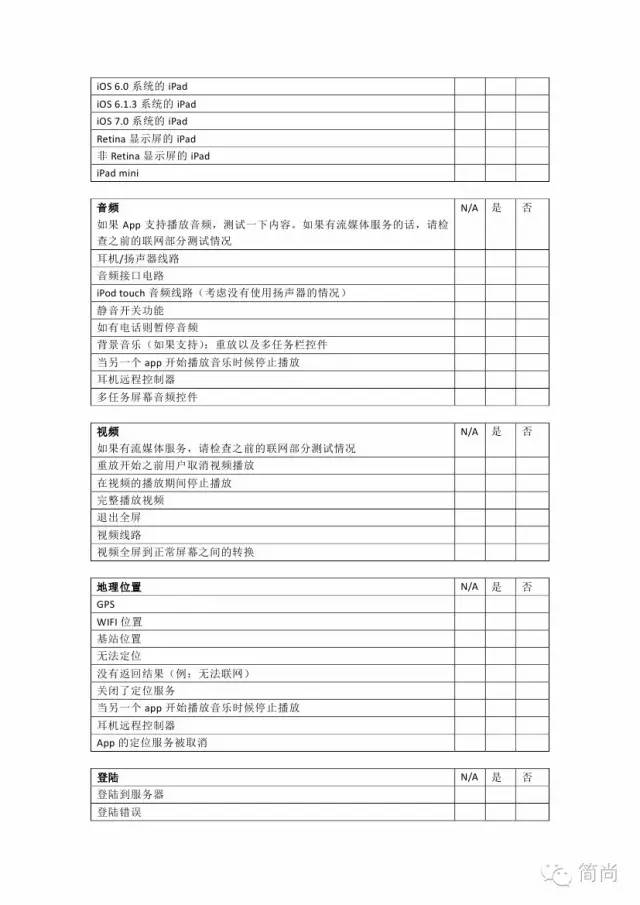 iOS 6.0 系统的 iPad
iOS 6.1.3 系统的 iPad
iOS 7.0 系统的 iPad
Retina 显示屏的 iPad
非 Retina 显示屏的 iPad
iPad mini
音频 N/A 是 否
如果 App 支持播放音频，测试一下内容。如果有流媒体服务的话，请检
查之前的联网部分测试情况
耳机/扬声器线路
音频接口电路
iPod touch 音频线路（考虑没有使用扬声器的情况）
静音开关功能
如有电话则暂停音频
背景音乐（如果支持）：重放以及多任务栏控件
当另一个 app 开始播放音乐时候停止播放
耳机远程控制器
多任务屏幕音频控件
视频 N/A 是 否
如果有流媒体服务，请检查之前的联网部分测试情况
重放开始之前用户取消视频播放
在视频的播放期间停止播放
完整播放视频
退出全屏
视频线路
视频全屏到正常屏幕之间的转换
地理位置 N/A 是 否
GPS
WIFI 位置
基站位置
无法定位
没有返回结果（例：无法联网）
关闭了定位服务
当另一个 app 开始播放音乐时候停止播放
耳机远程控制器
App 的定位服务被取消
登陆 N/A 是 否
登陆到服务器
登陆错误
简尚